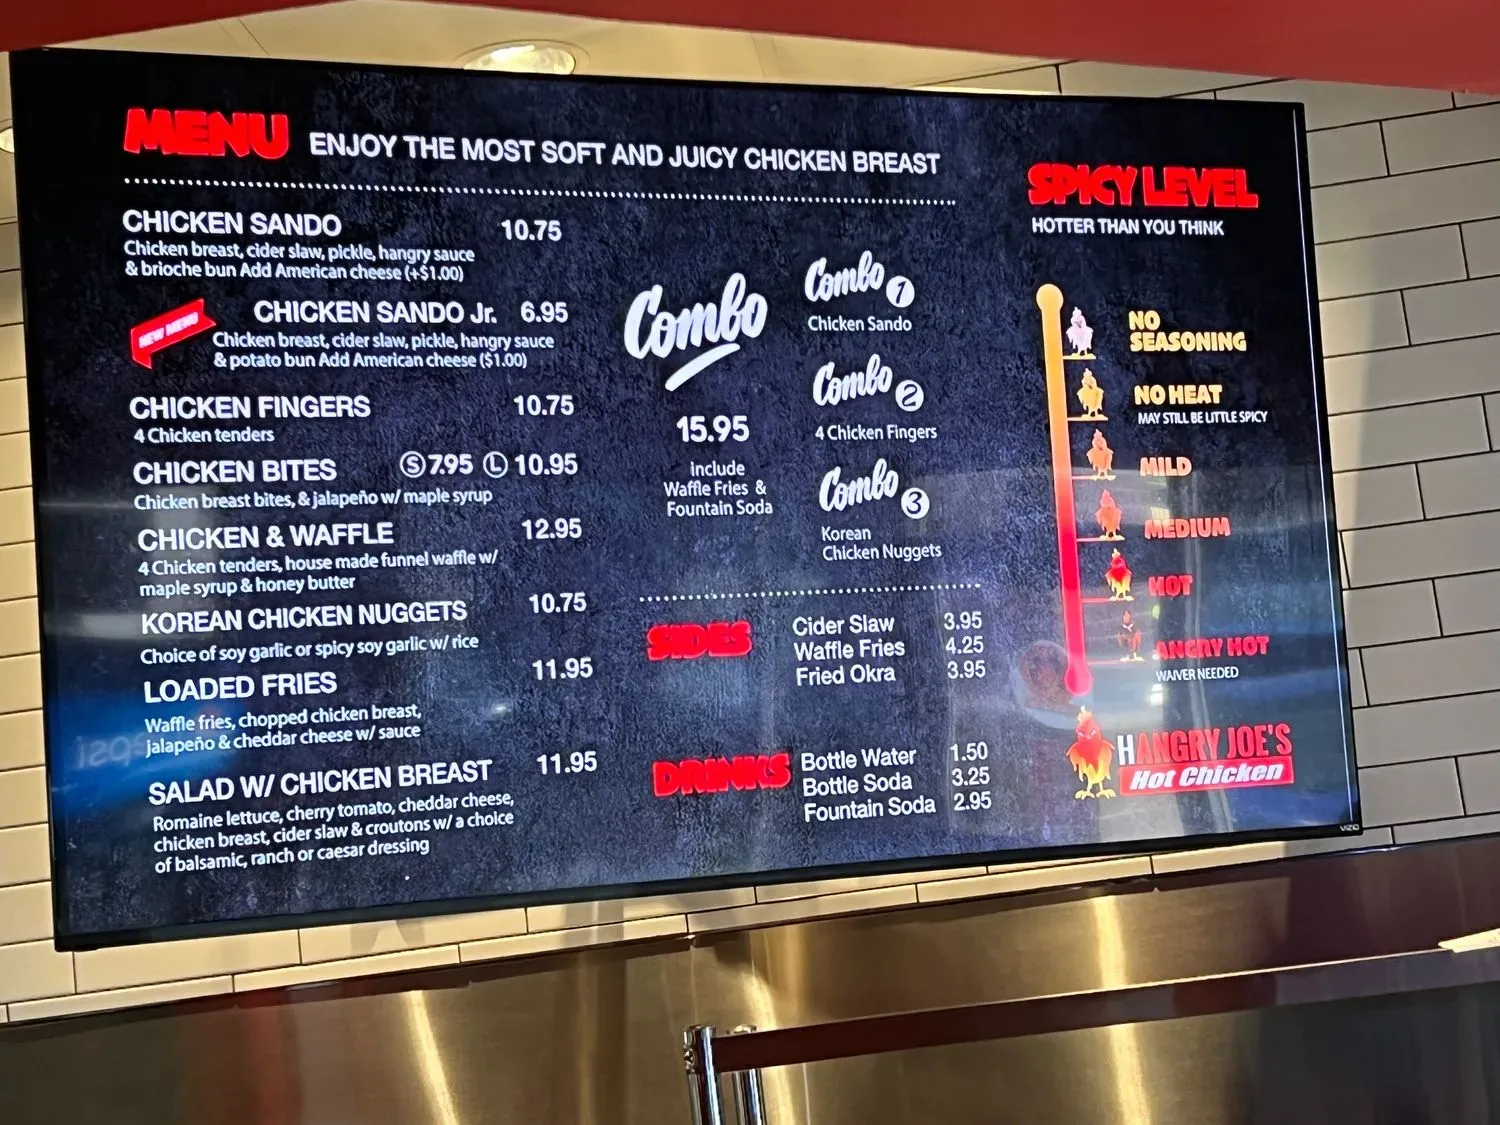 MENU ENJOY THE MOST SOFT AND JUICY CHICKEN BREAST
CHICKEN SANDO 10.75
Chicken breast, cider slaw, pickle, hangry sauce
& brioche bun Add American cheese (+$1.00)
NEW MENU
CHICKEN SANDO Jr. 6.95
Chicken breast, cider slaw, pickle, hangry sauce
& potato bun Add American cheese ($1.00)
CHICKEN FINGERS 10.75
4 Chicken tenders
CHICKEN BITES Ⓢ 7.95 Ⓛ 10.95
Chicken breast bites, & jalapeño w/ maple syrup
CHICKEN & WAFFLE 12.95
4 Chicken tenders, house made funnel waffle w/
maple syrup & honey butter
KOREAN CHICKEN NUGGETS 10.75
Choice of soy garlic or spicy soy garlic w/ rice
LOADED FRIES 11.95
Waffle fries, chopped chicken breast,
jalapeño & cheddar cheese w/ sauce
SALAD W/ CHICKEN BREAST 11.95
Romaine lettuce, cherry tomato, cheddar cheese,
chicken breast, cider slaw & croutons w/ a choice
of balsamic, ranch or caesar dressing
Combo
15.95
Include
Waffle Fries &
Fountain Soda
Combo 1
Chicken Sando
Combo 2
4 Chicken Fingers
Combo 3
Korean
Chicken Nuggets
SIDES
Cider Slaw 3.95
Waffle Fries 4.25
Fried Okra 3.95
DRINKS
Bottle Water 1.50
Bottle Soda 3.25
Fountain Soda 2.95
SPICY LEVEL
HOTTER THAN YOU THINK
NO
SEASONING
NO HEAT
MAY STILL BE LITTLE SPICY
MILD
MEDIUM
HOT
ANGRY HOT
WAIVER NEEDED
HANGRY JOE'S
Hot Chicken
VIZIO